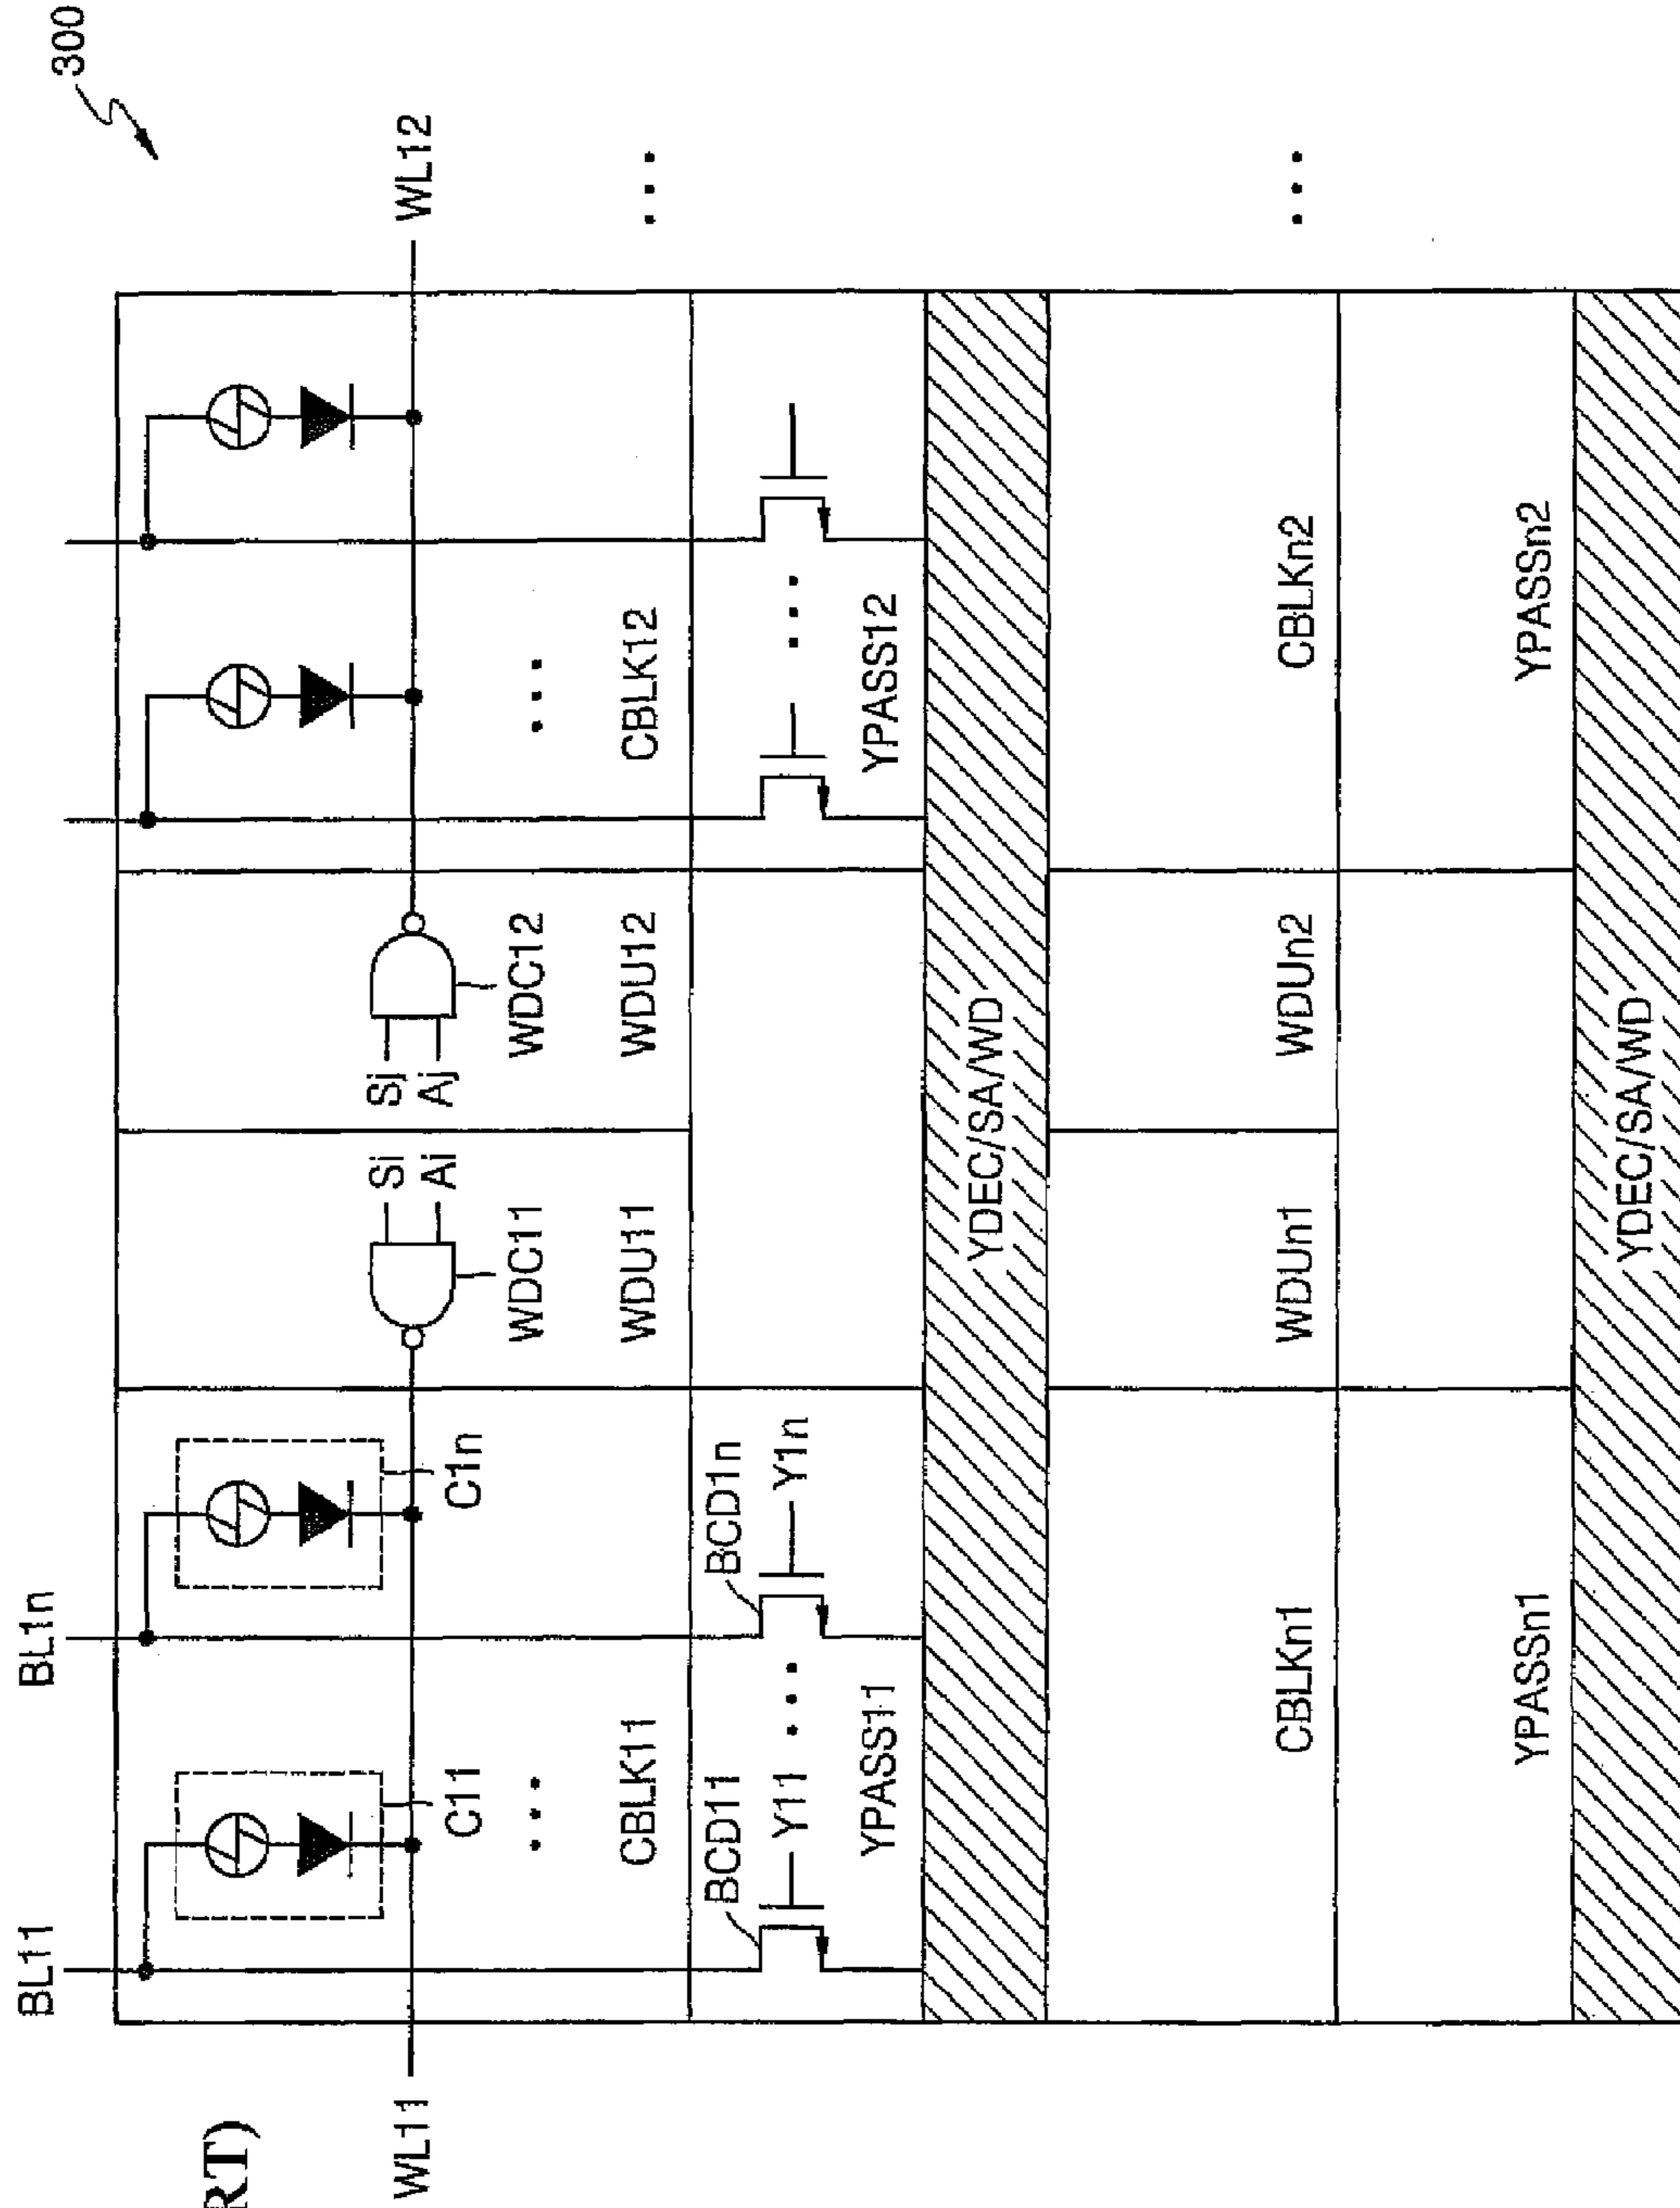 300
BL11 BL1n
WL11 WL12
Si
Ai
Sj
Aj
C11 C1n
WDC11 WDC12
... ...
CBLK11 WDU11 WDU12 CBLK12 ...
BCD11 BCD1n
Y11 ... Y1n ...
YPASS11 YPASS12
YDEC/SA/WD
CBLKn1 WDUn1 WDUn2 CBLKn2 ...
YPASSn1 YPASSn2
YDEC/SA/WD
RT)